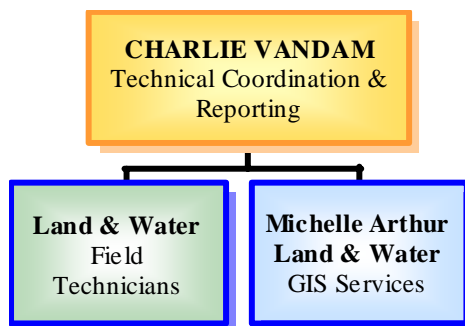 CHARLIE VANDAM
Technical Coordination &
Reporting
Land & Water
Field
Technicians
Michelle Arthur
Land & Water
GIS Services